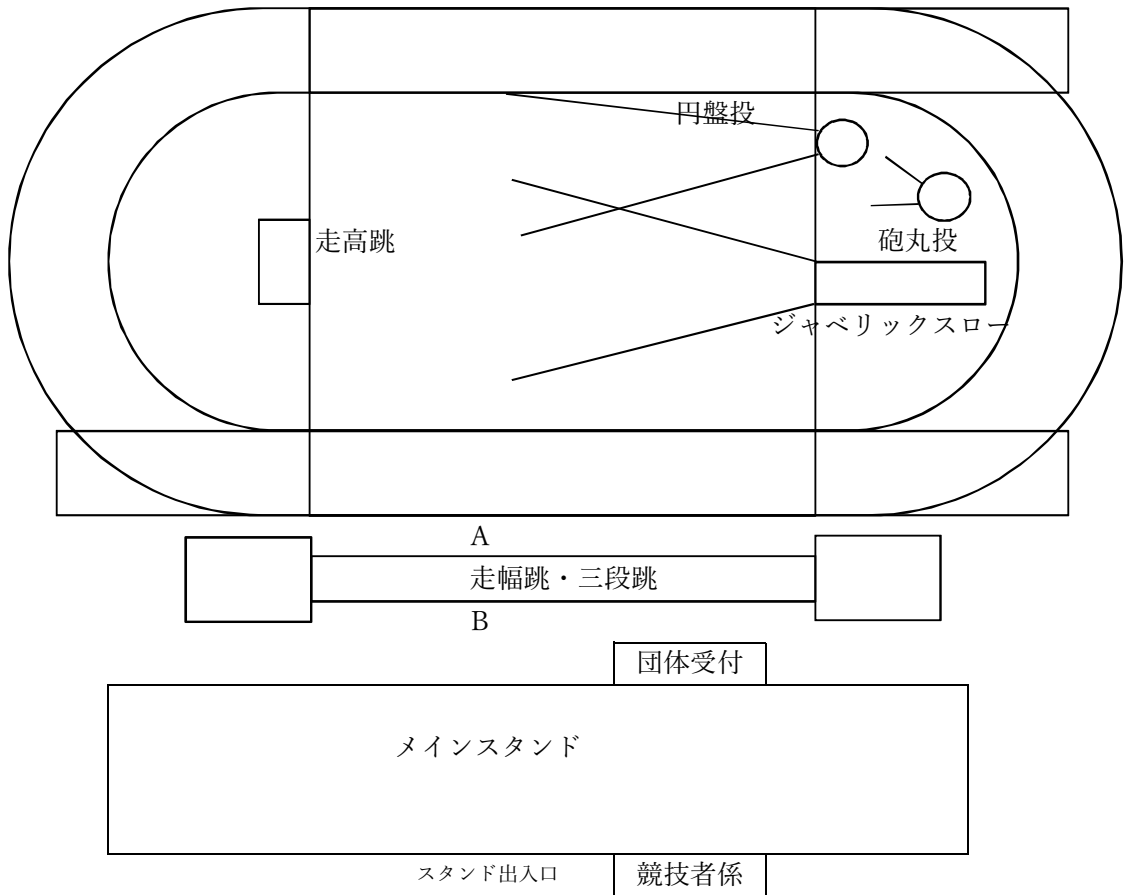 円盤投
走高跳
砲丸投
ジャベリックスロー
A
走幅跳・三段跳
B
団体受付
メインスタンド
スタンド出入口
競技者係